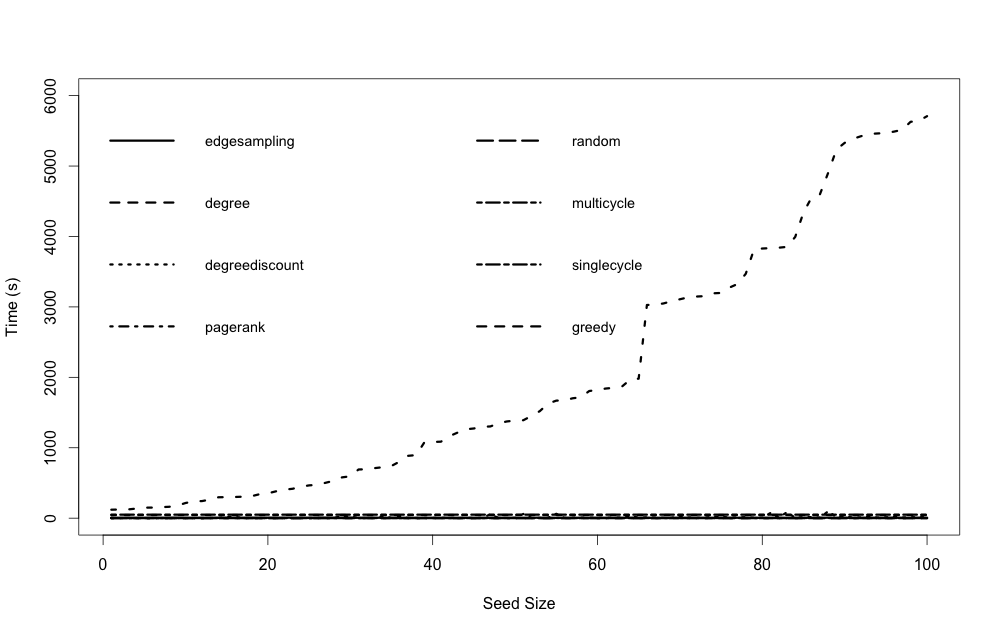 6000
5000
4000
3000
2000
1000
0
Time (s)
edgesampling
degree
degreediscount
pagerank
random
multicycle
singlecycle
greedy
0 20 40 60 80 100
Seed Size